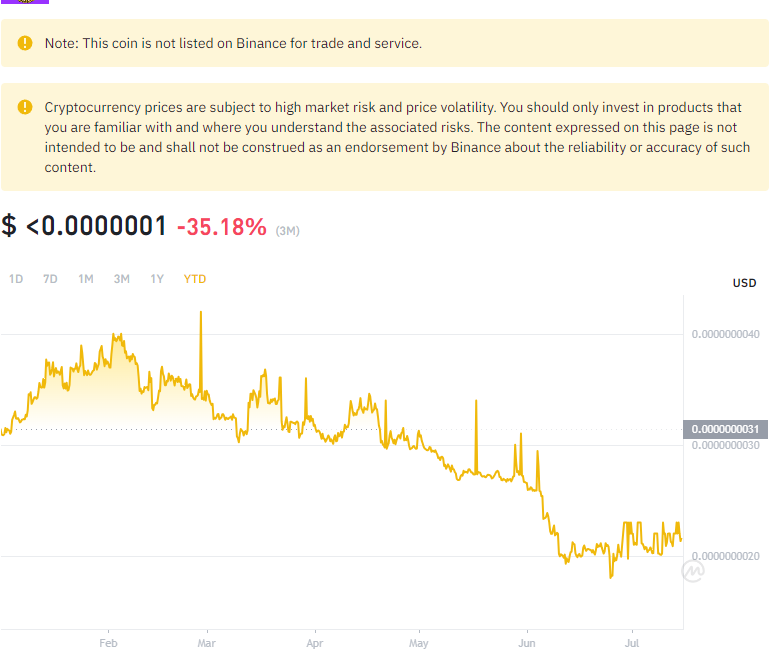 Note: This coin is not listed on Binance for trade and service.
Cryptocurrency prices are subject to high market risk and price volatility. You should only invest in products that
you are familiar with and where you understand the associated risks. The content expressed on this page is not
intended to be and shall not be construed as an endorsement by Binance about the reliability or accuracy of such
content.
$ <0.0000001 -35.18% (3M)
1D 7D 1M 3M 1Y YTD
USD
0.0000000040
0.0000000031
0.0000000030
0.0000000020
Feb Mar Apr May Jun Jul